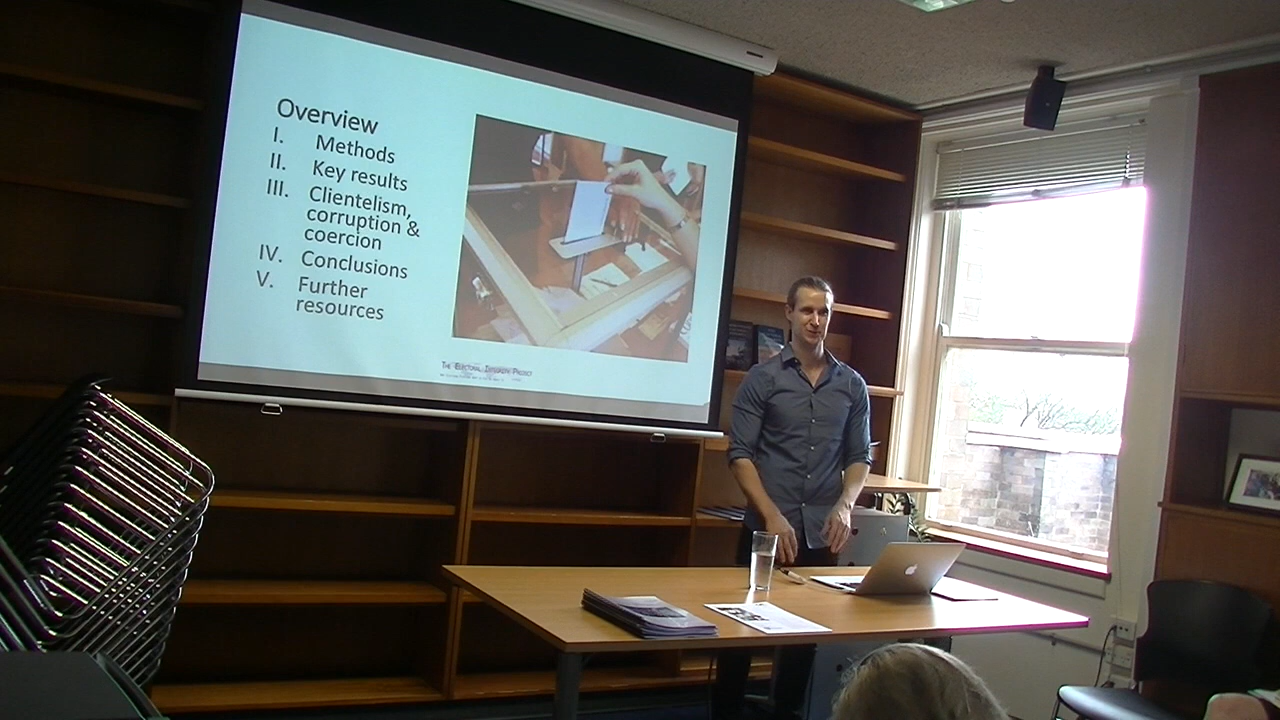 Overview
I. Methods
II. Key results
III. Clientelism,
corruption &
coercion
IV. Conclusions
V. Further
resources
THE ELECTORAL INTEGRITY PROJECT